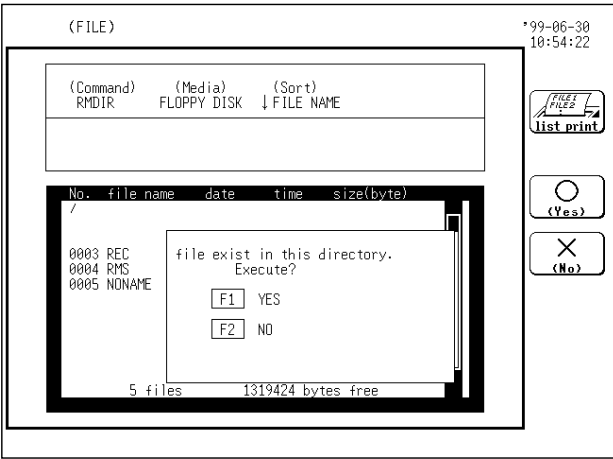 (FILE)
'99-06-30
10:54:22
(Command) (Media) (Sort)
RMDIR FLOPPY DISK ↓FILE NAME
FILE1
FILE2
list print
No. file name date time size(byte)
/
0003 REC
0004 RMS
0005 NONAME
file exist in this directory.
Execute?
F1 YES
F2 NO
5 files 1319424 bytes free
(Yes)
(No)